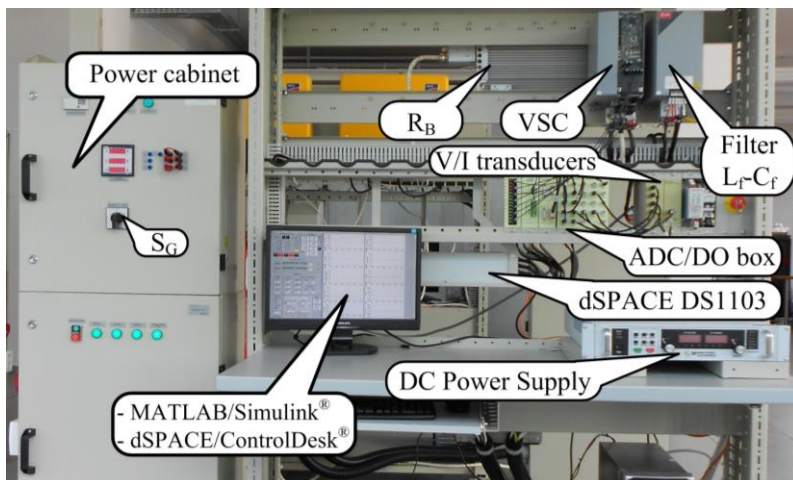 Power cabinet
R_B
VSC
Filter
L_f-C_f
V/I transducers
S_G
ADC/DO box
dSPACE DS1103
DC Power Supply
- MATLAB/Simulink®
- dSPACE/ControlDesk®